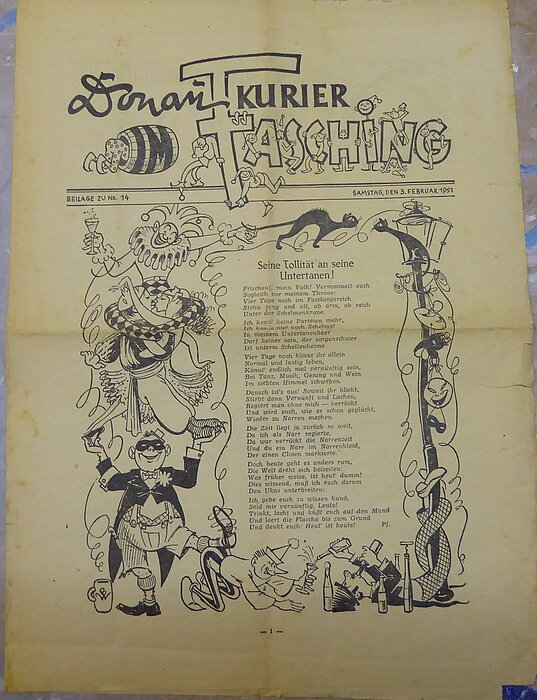 Donau KURIER
IM FASCHING
BEILAGE ZU NR. 14
SAMSTAG, DEN 3. FEBRUAR 1951
Seine Tollität an seine
Untertanen!
Frischauf, mein Volk! Versammelt euch
Sogleich vor meinem Throne:
Vier Tage noch im Faschingsreich
Stehn jung und alt, ob arm, ob reich
Unter der Schelmenkrone.
Ich kenn' keine Parteien mehr,
Ich kenne nur noch Schelme!
In meinem Untertanenheer
Darf keiner sein, der sorgenschwer
Ist unterm Schellenhelme.
Vier Tage noch könnt ihr allein
Normal und lustig leben,
Könnt' endlich mal vernünftig sein,
Bei Tanz, Musik, Gesang und Wein
Im siebten Himmel schweben.
Danach ist's aus! Soweit ihr blickt,
Stirbt dann Vernunft und Lachen,
Regiert man ohne mich — verrückt
Und wird euch, wie es schon geglückt,
Wieder zu Narren machen.
Die Zeit liegt ja zurück so weit,
Da ich als Narr regierte,
Da war verrückt die Narrenzeit
Und du ein Narr im Narrenkleid,
Der einen Clown markierte.
Doch heute geht es anders rum,
Die Welt dreht sich beizeiten:
Was früher weise, ist heut' dumm!
Dies wissend, muß ich euch darum
Den Ukas unterbreiten:
Ich gebe euch zu wissen kund,
Seid mir vernünftig, Leute!
Trinkt, lacht und küßt euch auf den Mund
Und leert die Flasche bis zum Grund
Und denkt euch: Heut' ist heute!
Pf.
— 1 —